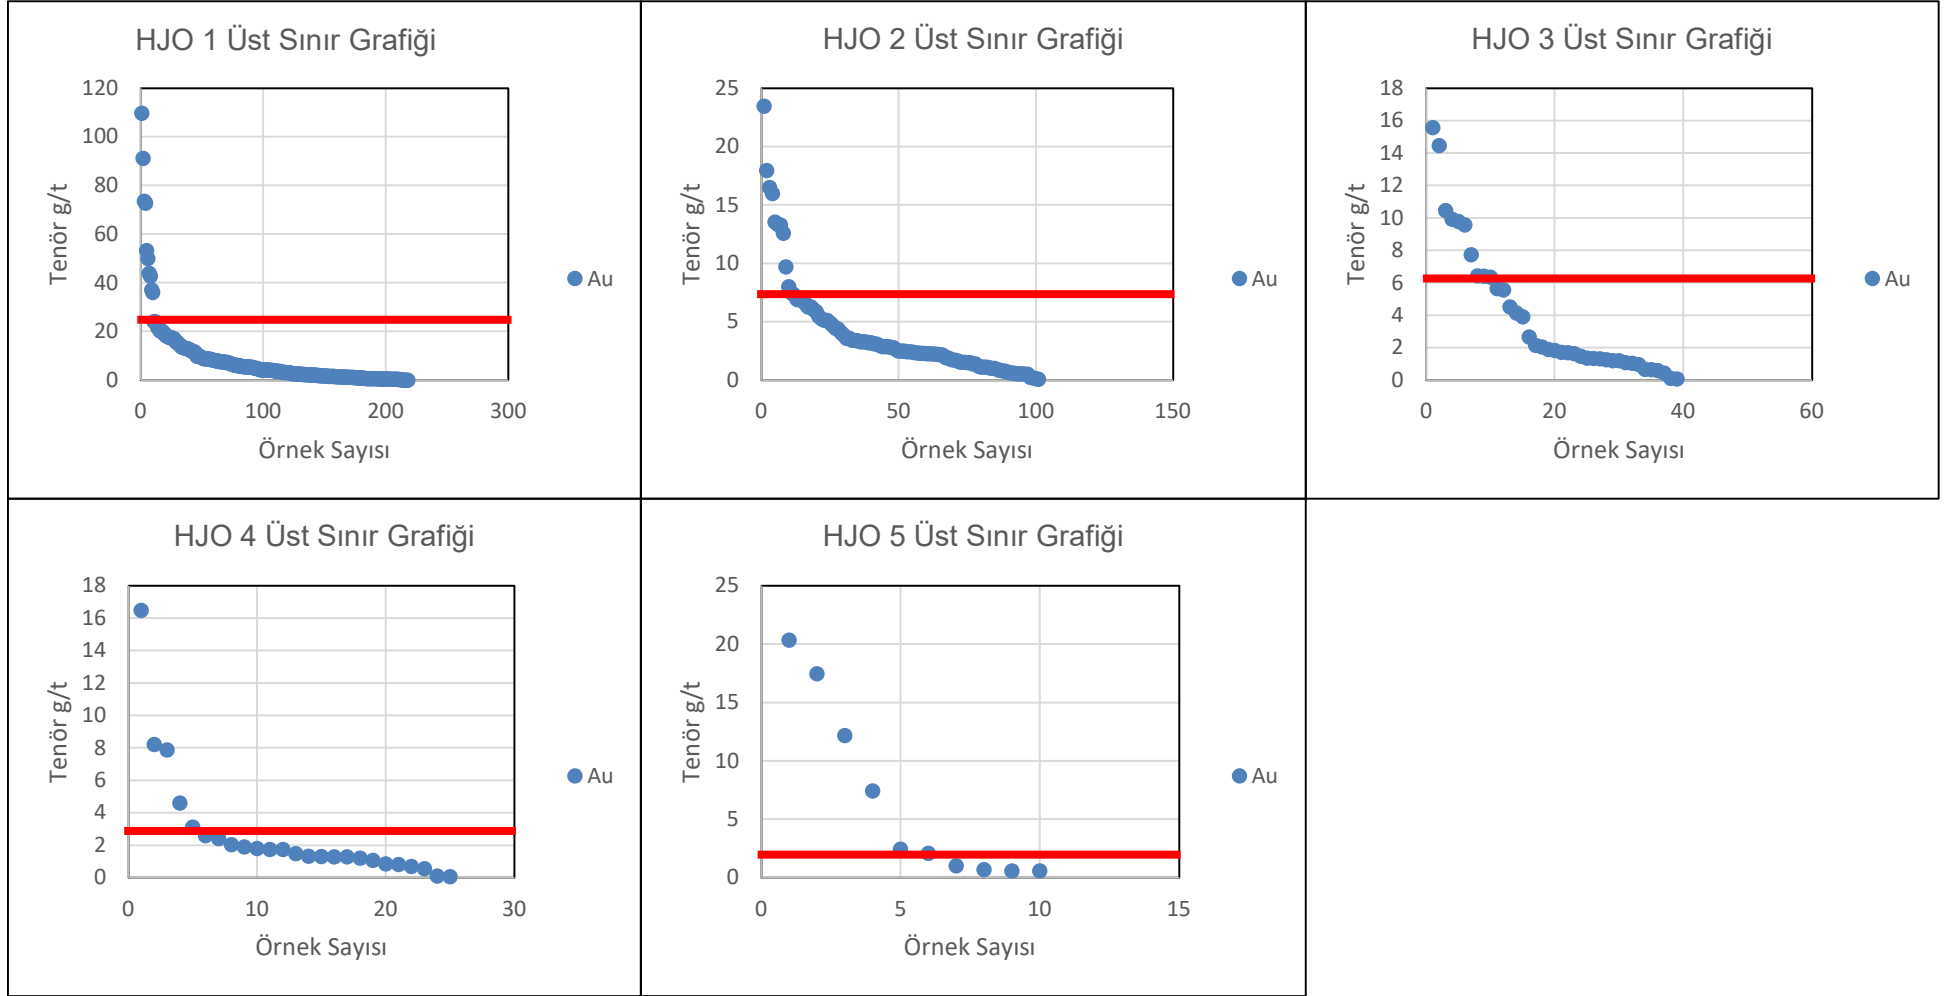 HJO 1 Üst Sınır Grafiği
120
100
80
60
40
20
0
0 100 200 300
Tenör g/t
Örnek Sayısı
Au
HJO 2 Üst Sınır Grafiği
25
20
15
10
5
0
0 50 100 150
Tenör g/t
Örnek Sayısı
Au
HJO 3 Üst Sınır Grafiği
18
16
14
12
10
8
6
4
2
0
0 20 40 60
Tenör g/t
Örnek Sayısı
Au
HJO 4 Üst Sınır Grafiği
18
16
14
12
10
8
6
4
2
0
0 10 20 30
Tenör g/t
Örnek Sayısı
Au
HJO 5 Üst Sınır Grafiği
25
20
15
10
5
0
0 5 10 15
Tenör g/t
Örnek Sayısı
Au